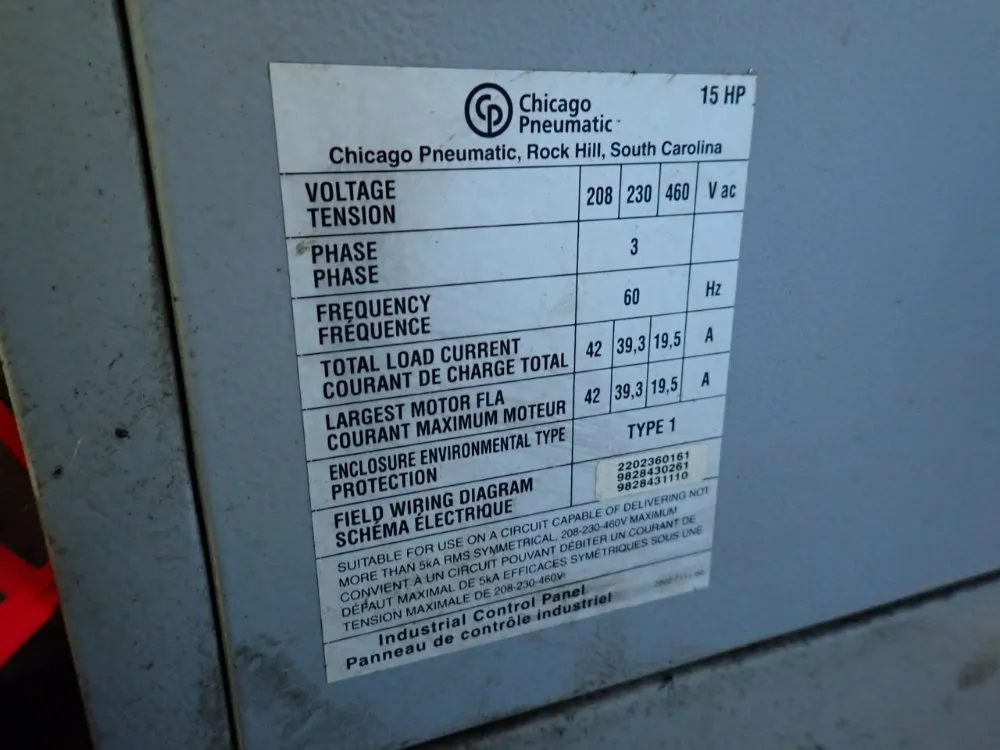 CP Chicago Pneumatic™
15 HP
Chicago Pneumatic, Rock Hill, South Carolina
VOLTAGE 208 230 460 V ac
TENSION
PHASE 3
PHASE
FREQUENCY 60 Hz
FRÉQUENCE
TOTAL LOAD CURRENT 42 39,3 19,5 A
COURANT DE CHARGE TOTAL
LARGEST MOTOR FLA 42 39,3 19,5 A
COURANT MAXIMUM MOTEUR
ENCLOSURE ENVIRONMENTAL TYPE TYPE 1
PROTECTION
FIELD WIRING DIAGRAM 2202360161
SCHÉMA ÉLECTRIQUE 9828430261
9828431110
SUITABLE FOR USE ON A CIRCUIT CAPABLE OF DELIVERING NOT
MORE THAN 5kA RMS SYMMETRICAL, 208-230-460V MAXIMUM
CONVIENT À UN CIRCUIT POUVANT DÉBITER UN COURANT DE
DÉFAUT MAXIMAL DE 5kA EFFICACES SYMÉTRIQUES SOUS UNE
TENSION MAXIMALE DE 208-230-460V
Industrial Control Panel
Panneau de contrôle industriel